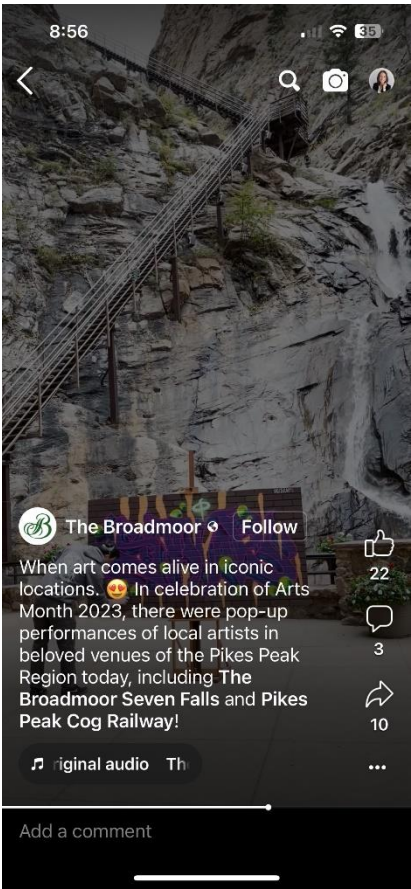 8:56
35
The Broadmoor
Follow
When art comes alive in iconic
locations. 😍 In celebration of Arts
Month 2023, there were pop-up
performances of local artists in
beloved venues of the Pikes Peak
Region today, including The
Broadmoor Seven Falls and Pikes
Peak Cog Railway!
22
3
10
riginal audio Th
Add a comment